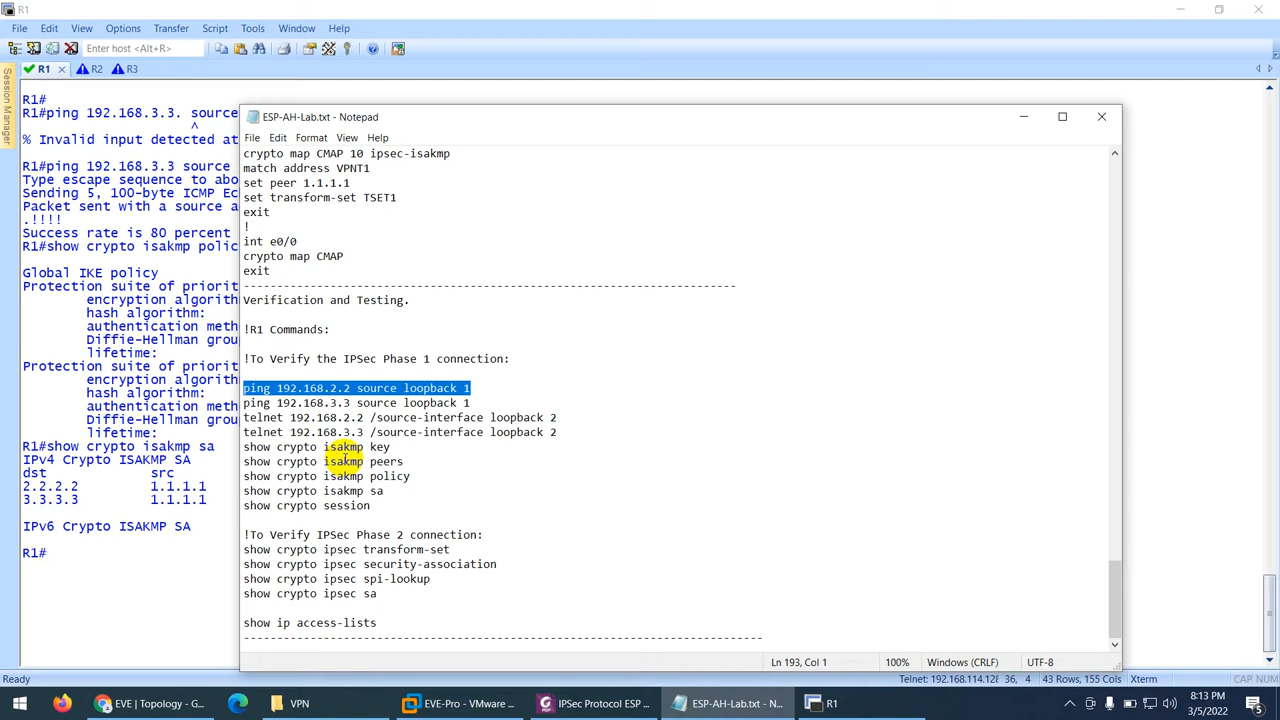 R1
File Edit View Options Transfer Script Tools Window Help
Enter host <Alt+R>
R1 R2 R3
Session Manager
R1#
R1#ping 192.168.3.3. source
^
% Invalid input detected at
R1#ping 192.168.3.3 source
Type escape sequence to abo
Sending 5, 100-byte ICMP Ec
Packet sent with a source a
.!!!!
Success rate is 80 percent
R1#show crypto isakmp polic
Global IKE policy
Protection suite of priorit
encryption algorith
hash algorithm:
authentication meth
Diffie-Hellman grou
lifetime:
Protection suite of priorit
encryption algorith
hash algorithm:
authentication meth
Diffie-Hellman grou
lifetime:
R1#show crypto isakmp sa
IPv4 Crypto ISAKMP SA
dst src
2.2.2.2 1.1.1.1
3.3.3.3 1.1.1.1
IPv6 Crypto ISAKMP SA
R1#
ESP-AH-Lab.txt - Notepad
File Edit Format View Help
crypto map CMAP 10 ipsec-isakmp
match address VPNT1
set peer 1.1.1.1
set transform-set TSET1
exit
!
int e0/0
crypto map CMAP
exit
--------------------------------------------------------------------------
Verification and Testing.
!R1 Commands:
!To Verify the IPSec Phase 1 connection:
ping 192.168.2.2 source loopback 1
ping 192.168.3.3 source loopback 1
telnet 192.168.2.2 /source-interface loopback 2
telnet 192.168.3.3 /source-interface loopback 2
show crypto isakmp key
show crypto isakmp peers
show crypto isakmp policy
show crypto isakmp sa
show crypto session
!To Verify IPSec Phase 2 connection:
show crypto ipsec transform-set
show crypto ipsec security-association
show crypto ipsec spi-lookup
show crypto ipsec sa
show ip access-lists
------------------------------------------------------------------------------
Ln 193, Col 1 100% Windows (CRLF) UTF-8
Ready Telnet: 192.168.114.128 36, 4 43 Rows, 155 Cols Xterm CAP NUM
EVE | Topology - G... VPN EVE-Pro - VMware ... IPSec Protocol ESP ... ESP-AH-Lab.txt - N... R1
8:13 PM
3/5/2022